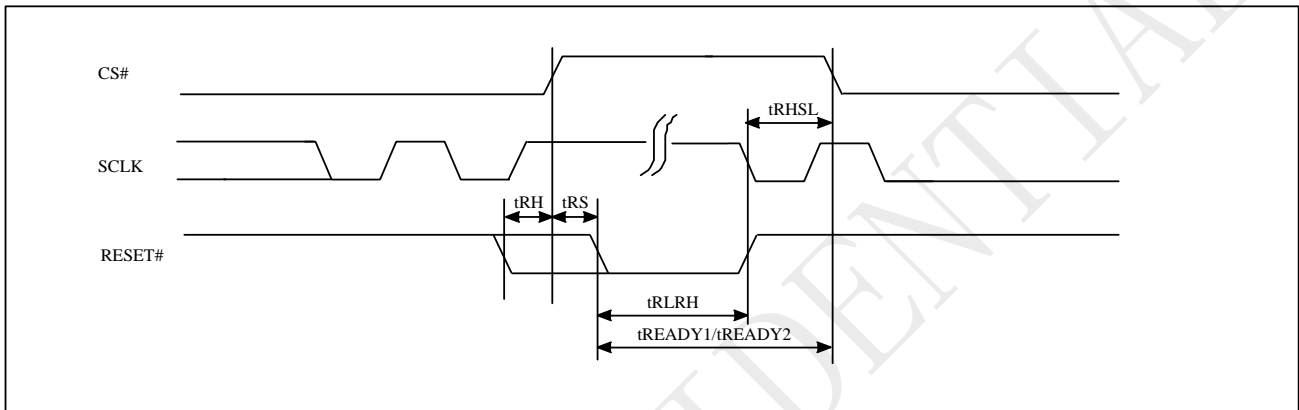 CS#
tRHSL
SCLK
tRH
tRS
RESET#
tRLRH
tREADY1/tREADY2